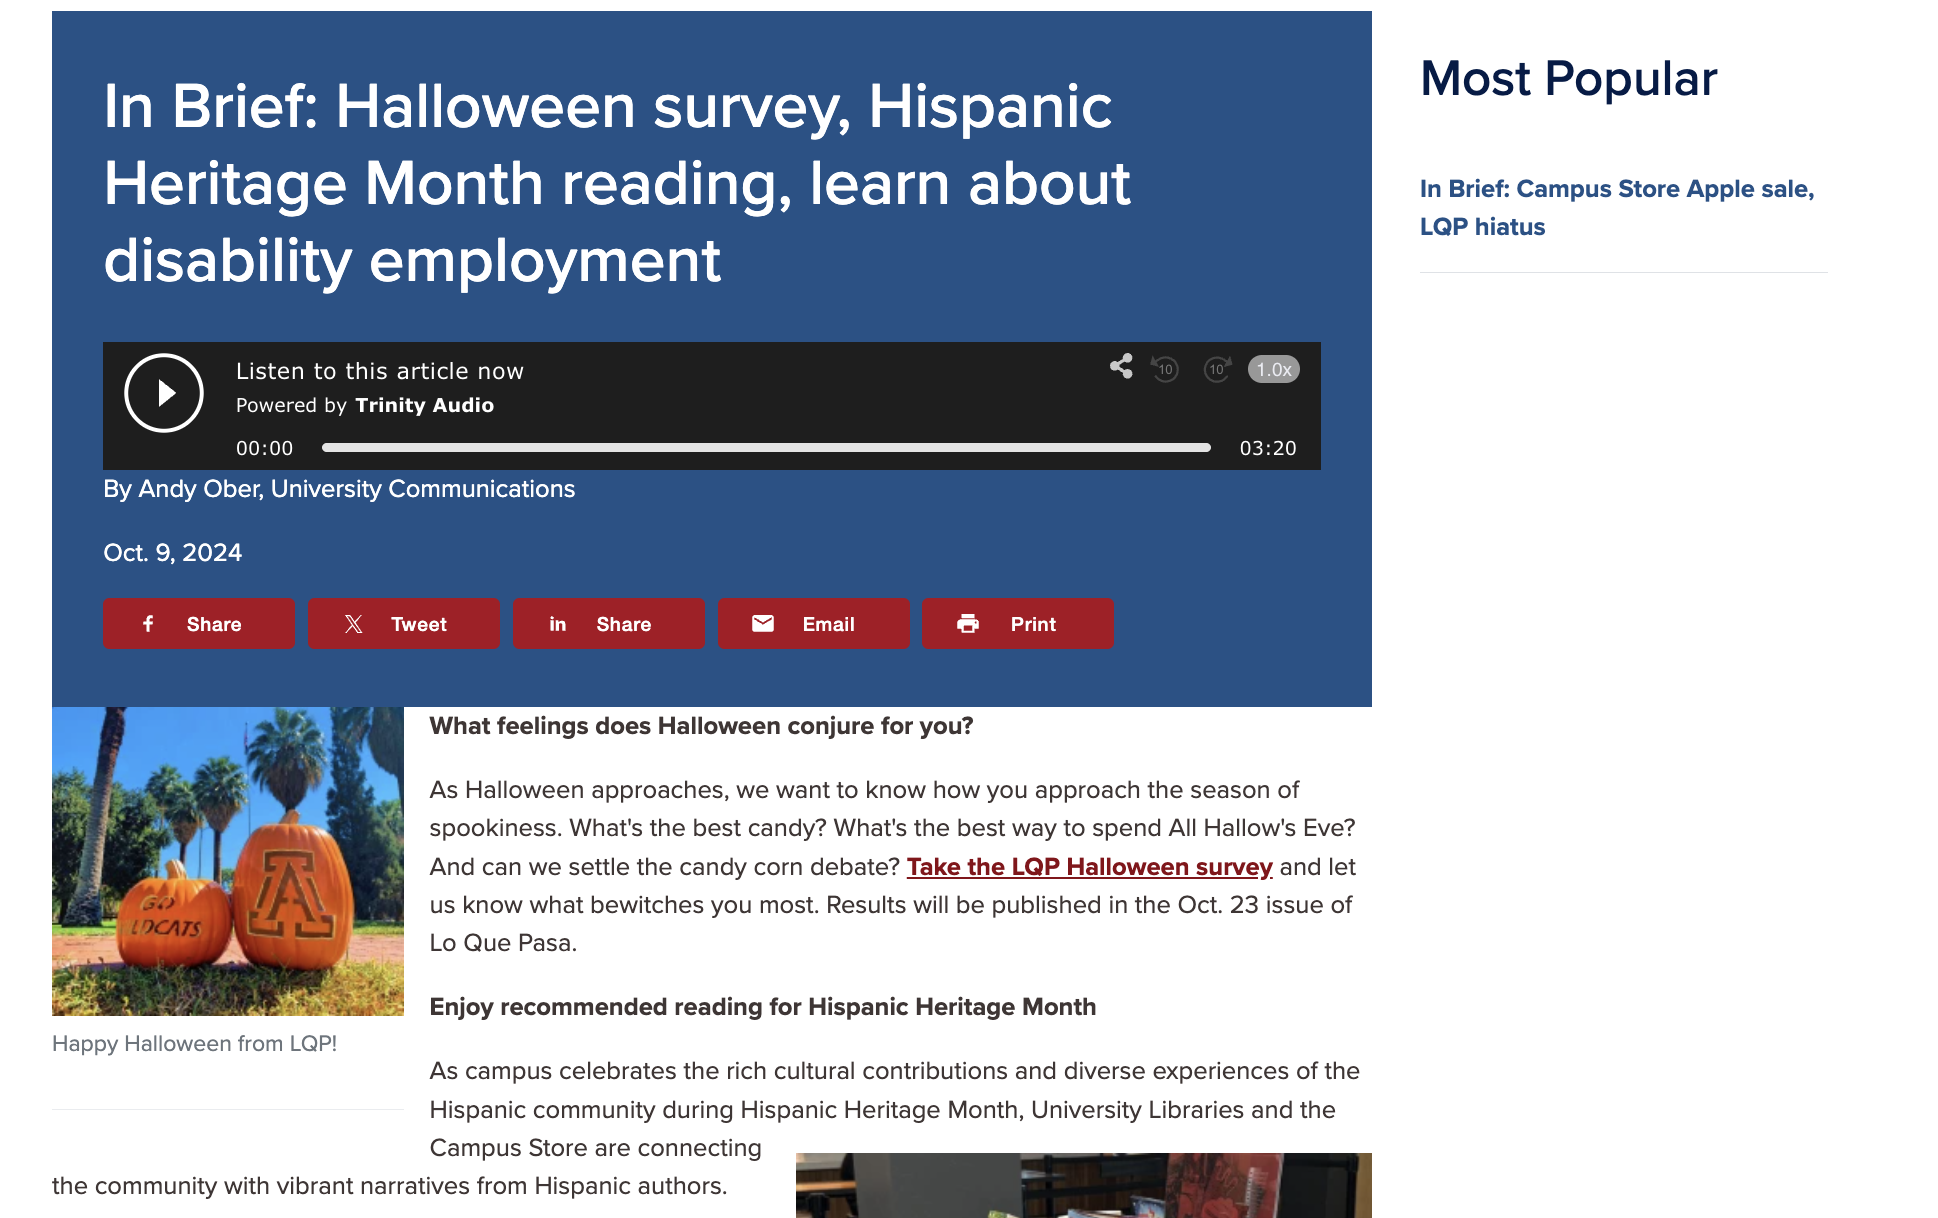 In Brief: Halloween survey, Hispanic
Heritage Month reading, learn about
disability employment
Listen to this article now
Powered by Trinity Audio
10
10
1.0x
00:00
03:20
By Andy Ober, University Communications
Oct. 9, 2024
Share
Tweet
in Share
Email
Print
Most Popular
In Brief: Campus Store Apple sale,
LQP hiatus
GO
WILDCATS
A
Happy Halloween from LQP!
What feelings does Halloween conjure for you?
As Halloween approaches, we want to know how you approach the season of
spookiness. What's the best candy? What's the best way to spend All Hallow's Eve?
And can we settle the candy corn debate? Take the LQP Halloween survey and let
us know what bewitches you most. Results will be published in the Oct. 23 issue of
Lo Que Pasa.
Enjoy recommended reading for Hispanic Heritage Month
As campus celebrates the rich cultural contributions and diverse experiences of the
Hispanic community during Hispanic Heritage Month, University Libraries and the
Campus Store are connecting
the community with vibrant narratives from Hispanic authors.